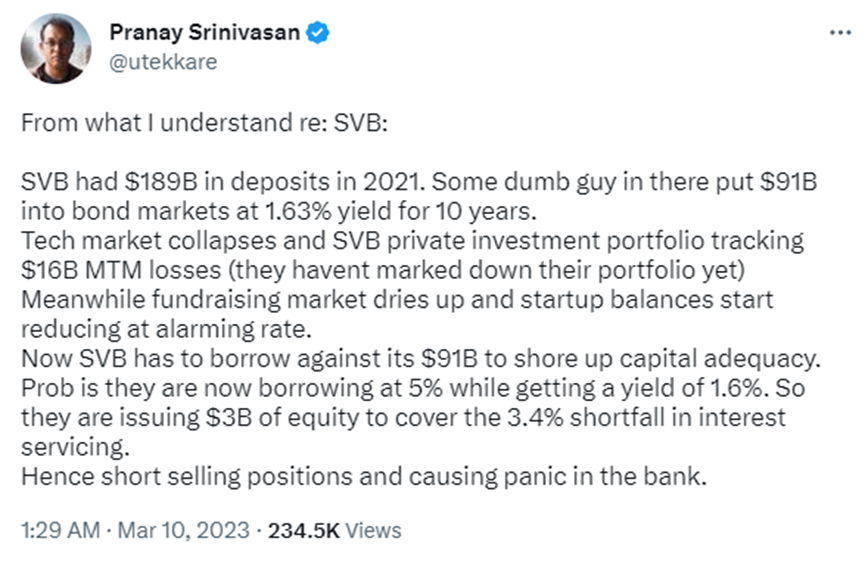 Pranay Srinivasan
@utekkare
From what I understand re: SVB:
SVB had $189B in deposits in 2021. Some dumb guy in there put $91B
into bond markets at 1.63% yield for 10 years.
Tech market collapses and SVB private investment portfolio tracking
$16B MTM losses (they havent marked down their portfolio yet)
Meanwhile fundraising market dries up and startup balances start
reducing at alarming rate.
Now SVB has to borrow against its $91B to shore up capital adequacy.
Prob is they are now borrowing at 5% while getting a yield of 1.6%. So
they are issuing $3B of equity to cover the 3.4% shortfall in interest
servicing.
Hence short selling positions and causing panic in the bank.
1:29 AM · Mar 10, 2023 · 234.5K Views